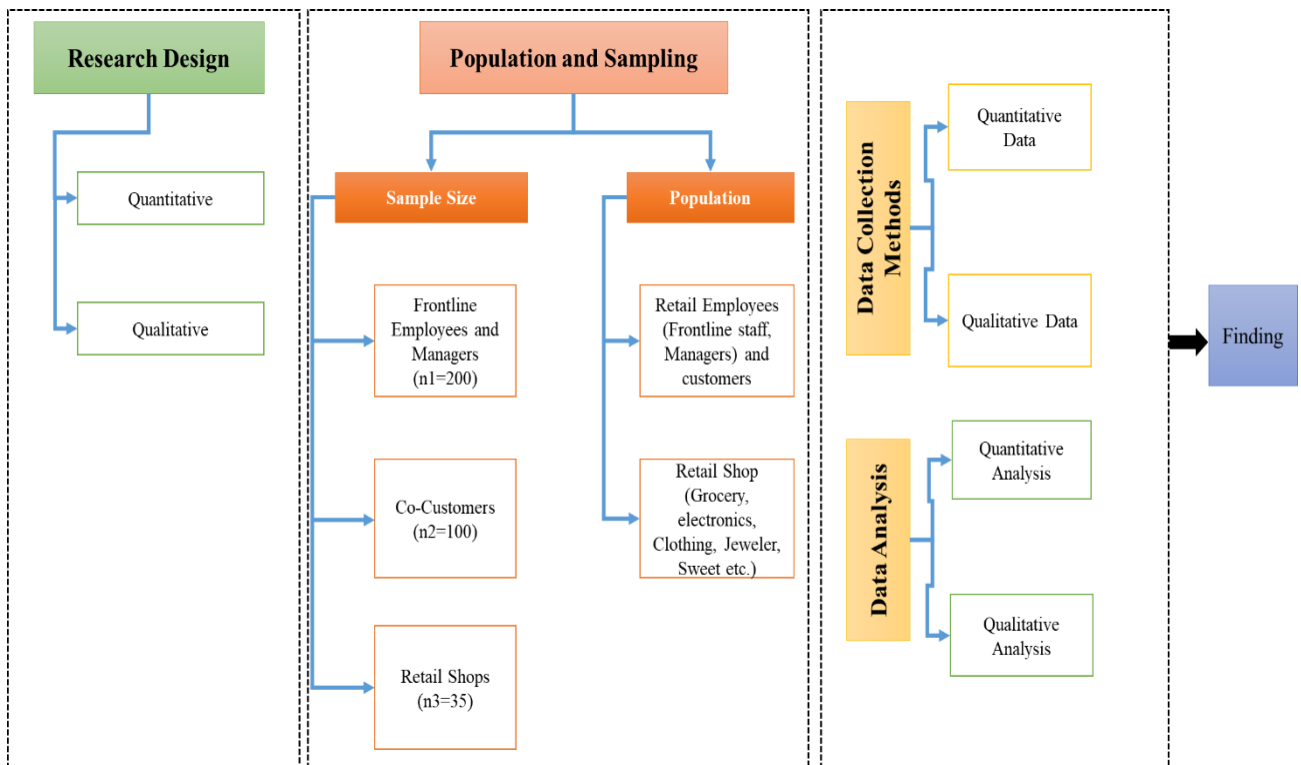 Research Design
Quantitative
Qualitative
Population and Sampling
Sample Size
Frontline
Employees and
Managers
(n1=200)
Co-Customers
(n2=100)
Retail Shops
(n3=35)
Population
Retail Employees
(Frontline staff,
Managers) and
customers
Retail Shop
(Grocery,
electronics,
Clothing, Jeweler,
Sweet etc.)
Data Collection
Methods
Quantitative
Data
Qualitative Data
Data Analysis
Quantitative
Analysis
Qualitative
Analysis
Finding